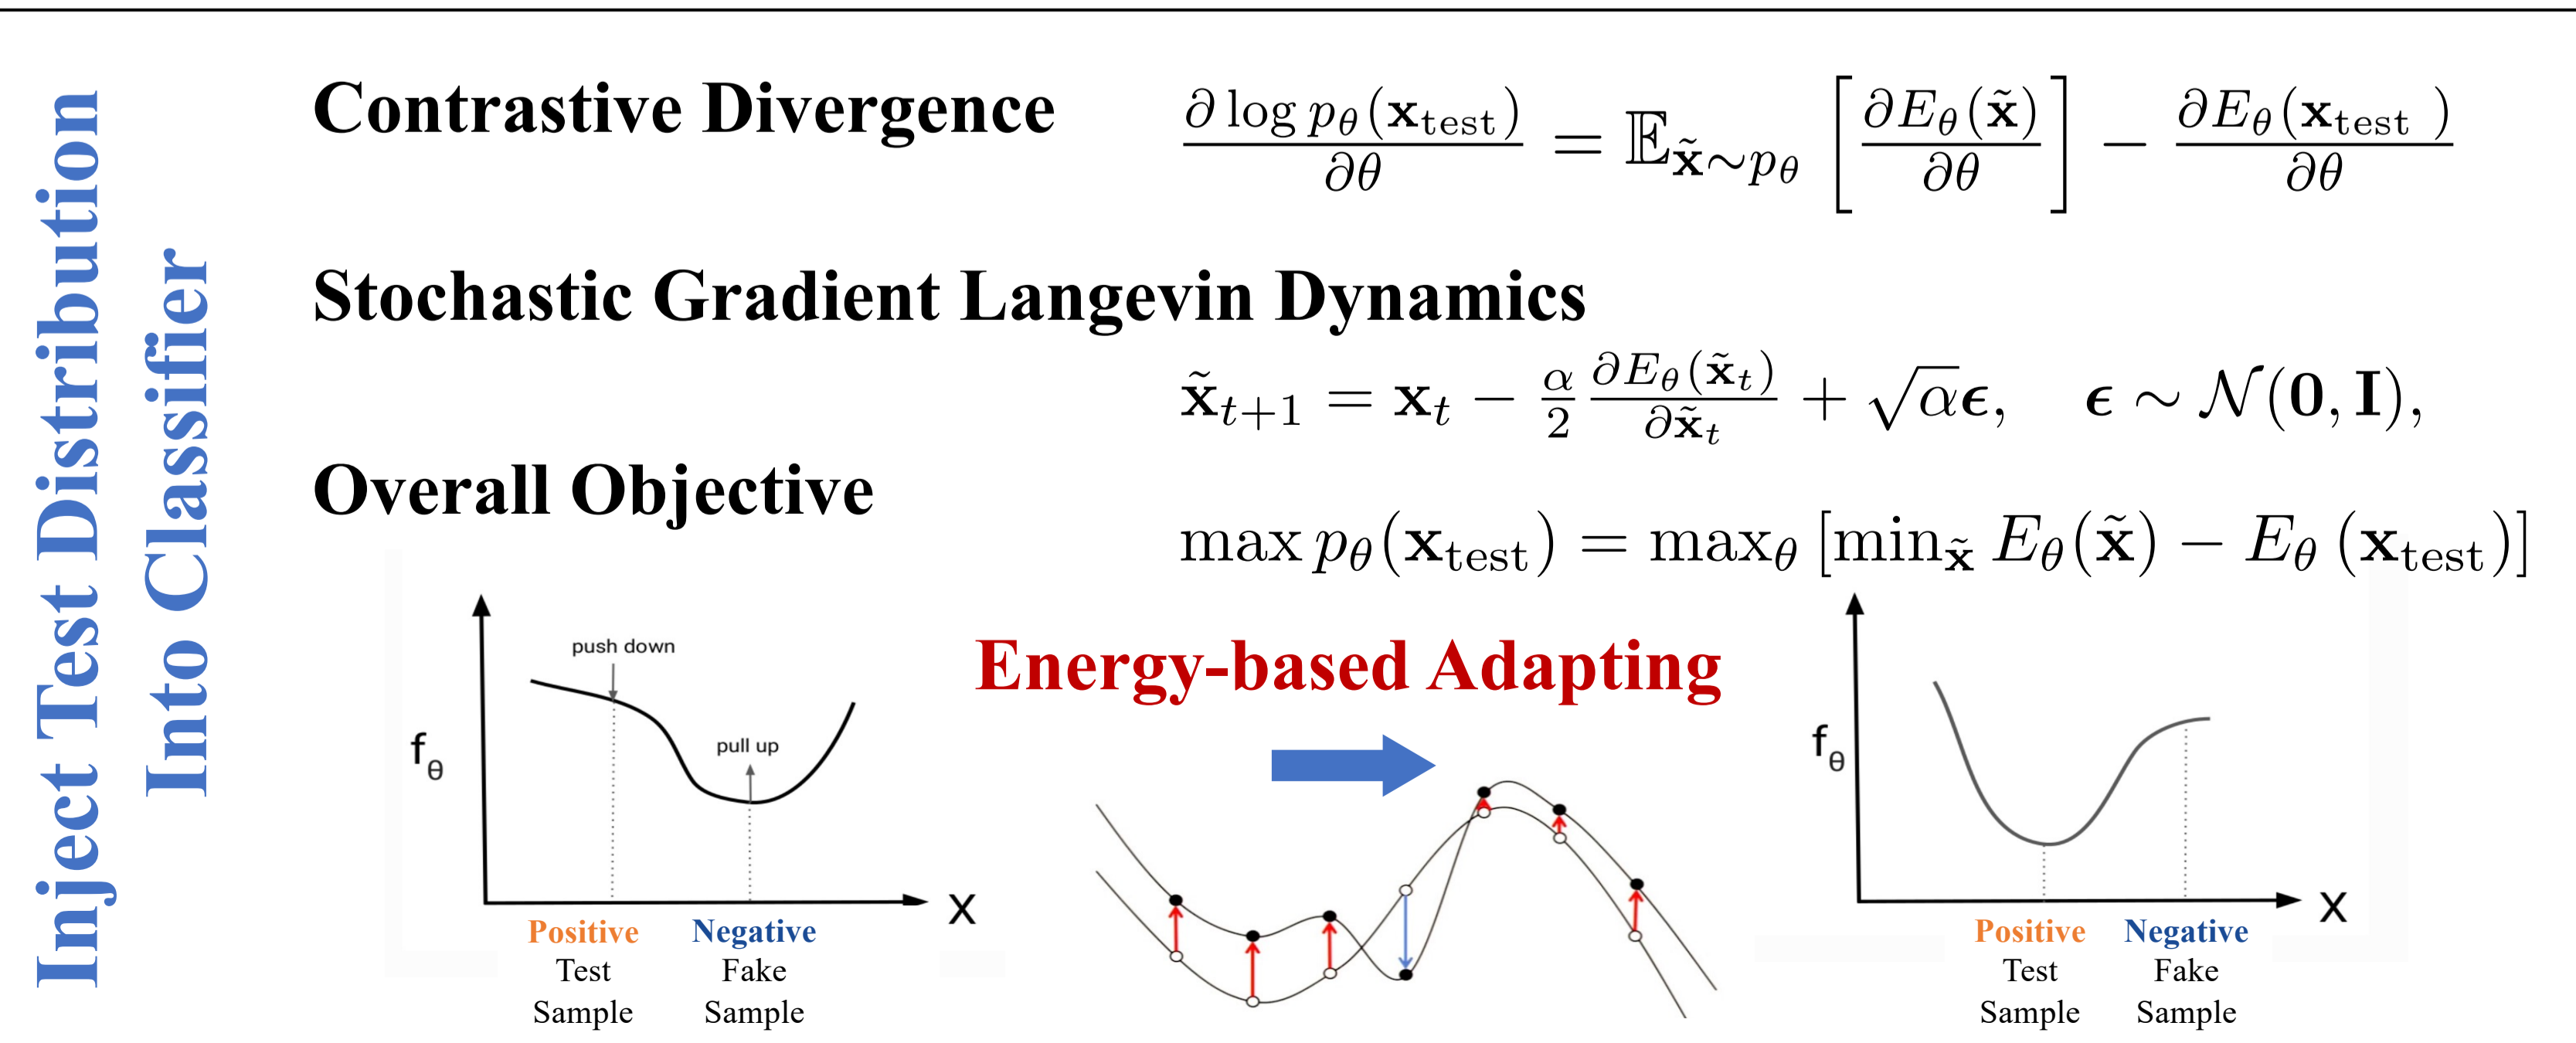 Inject Test Distribution
Into Classifier
Contrastive Divergence
∂ log p_θ(x_test) / ∂θ = 𝔼_{x̃∼p_θ} [ ∂E_θ(x̃) / ∂θ ] − ∂E_θ(x_test ) / ∂θ
Stochastic Gradient Langevin Dynamics
x̃_{t+1} = x_t − α/2 ∂E_θ(x̃_t) / ∂x̃_t + √α ϵ, ϵ ∼ 𝒩(0, I),
Overall Objective
max p_θ(x_test) = max_θ [min_x̃ E_θ(x̃) − E_θ (x_test)]
push down
pull up
f_θ
X
Positive
Test
Sample
Negative
Fake
Sample
Energy-based Adapting
f_θ
X
Positive
Test
Sample
Negative
Fake
Sample